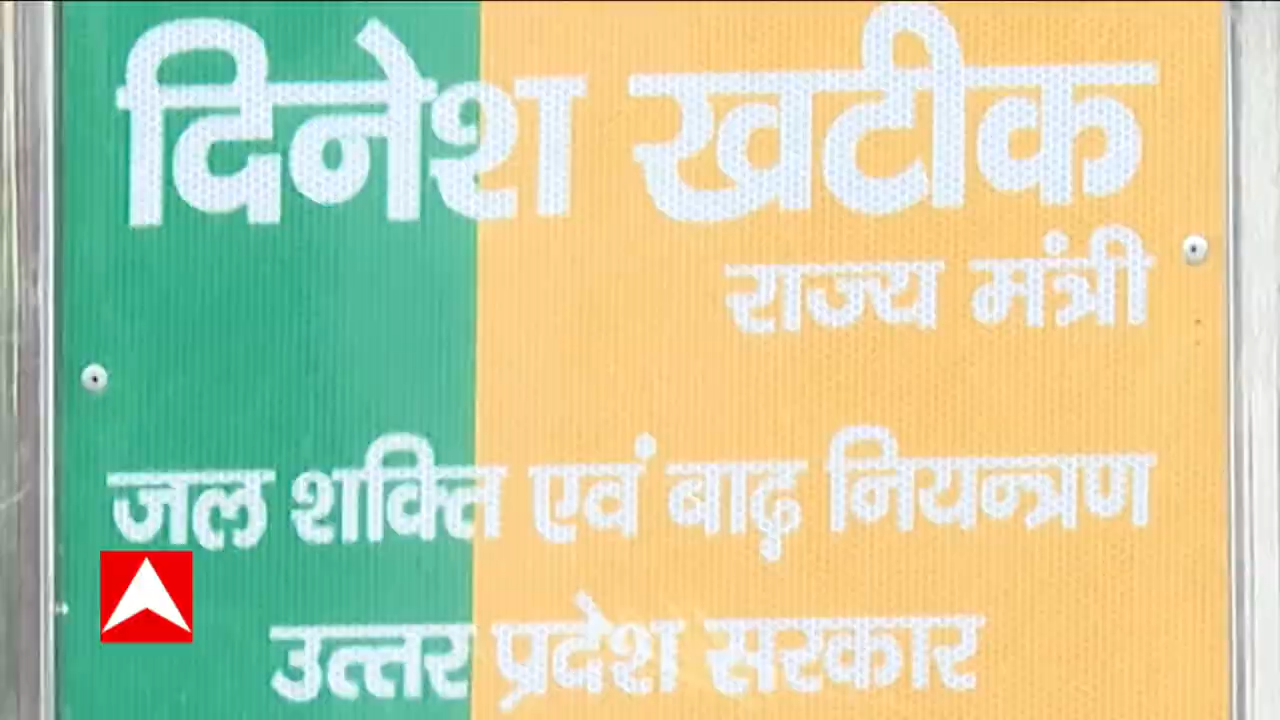 दिनेश खटीक
राज्य मंत्री
जल शक्ति एवं बाढ़ नियन्त्रण
उत्तर प्रदेश सरकार